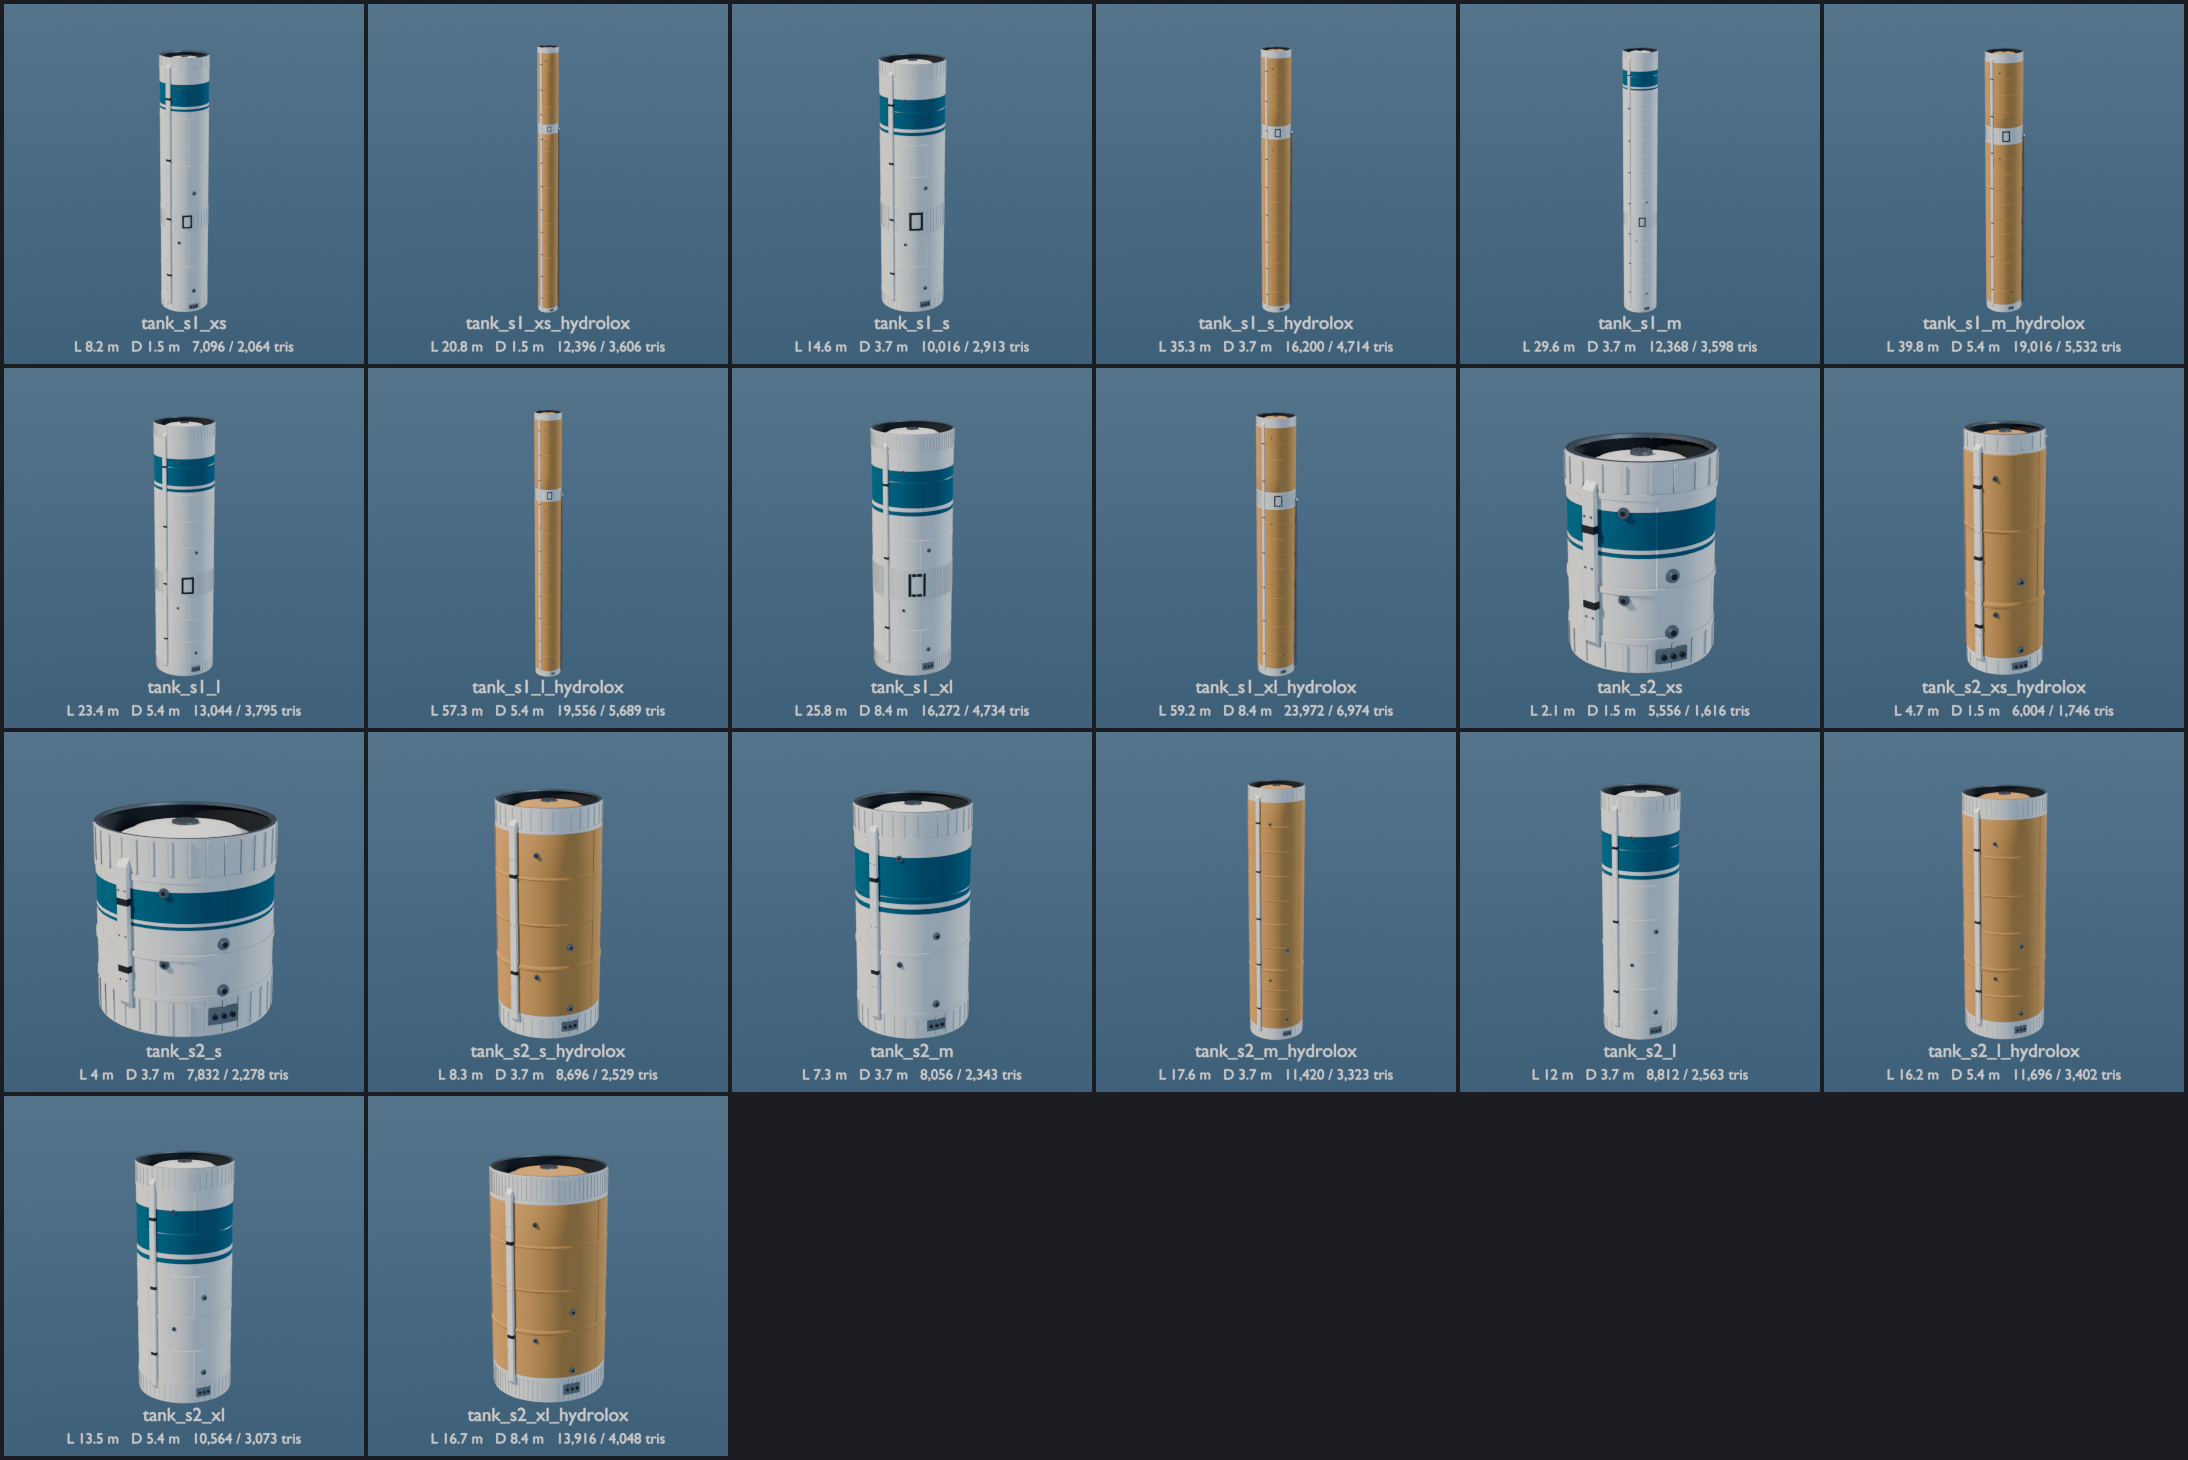 tank_s1_xs
L 8.2 m D 1.5 m 7,096 / 2,064 tris
tank_s1_xs_hydrolox
L 20.8 m D 1.5 m 12,396 / 3,606 tris
tank_s1_s
L 14.6 m D 3.7 m 10,016 / 2,913 tris
tank_s1_s_hydrolox
L 35.3 m D 3.7 m 16,200 / 4,714 tris
tank_s1_m
L 29.6 m D 3.7 m 12,368 / 3,598 tris
tank_s1_m_hydrolox
L 39.8 m D 5.4 m 19,016 / 5,532 tris
tank_s1_l
L 23.4 m D 5.4 m 13,044 / 3,795 tris
tank_s1_l_hydrolox
L 57.3 m D 5.4 m 19,556 / 5,689 tris
tank_s1_xl
L 25.8 m D 8.4 m 16,272 / 4,734 tris
tank_s1_xl_hydrolox
L 59.2 m D 8.4 m 23,972 / 6,974 tris
tank_s2_xs
L 2.1 m D 1.5 m 5,556 / 1,616 tris
tank_s2_xs_hydrolox
L 4.7 m D 1.5 m 6,004 / 1,746 tris
tank_s2_s
L 4 m D 3.7 m 7,832 / 2,278 tris
tank_s2_s_hydrolox
L 8.3 m D 3.7 m 8,696 / 2,529 tris
tank_s2_m
L 7.3 m D 3.7 m 8,056 / 2,343 tris
tank_s2_m_hydrolox
L 17.6 m D 3.7 m 11,420 / 3,323 tris
tank_s2_l
L 12 m D 3.7 m 8,812 / 2,563 tris
tank_s2_l_hydrolox
L 16.2 m D 5.4 m 11,696 / 3,402 tris
tank_s2_xl
L 13.5 m D 5.4 m 10,564 / 3,073 tris
tank_s2_xl_hydrolox
L 16.7 m D 8.4 m 13,916 / 4,048 tris